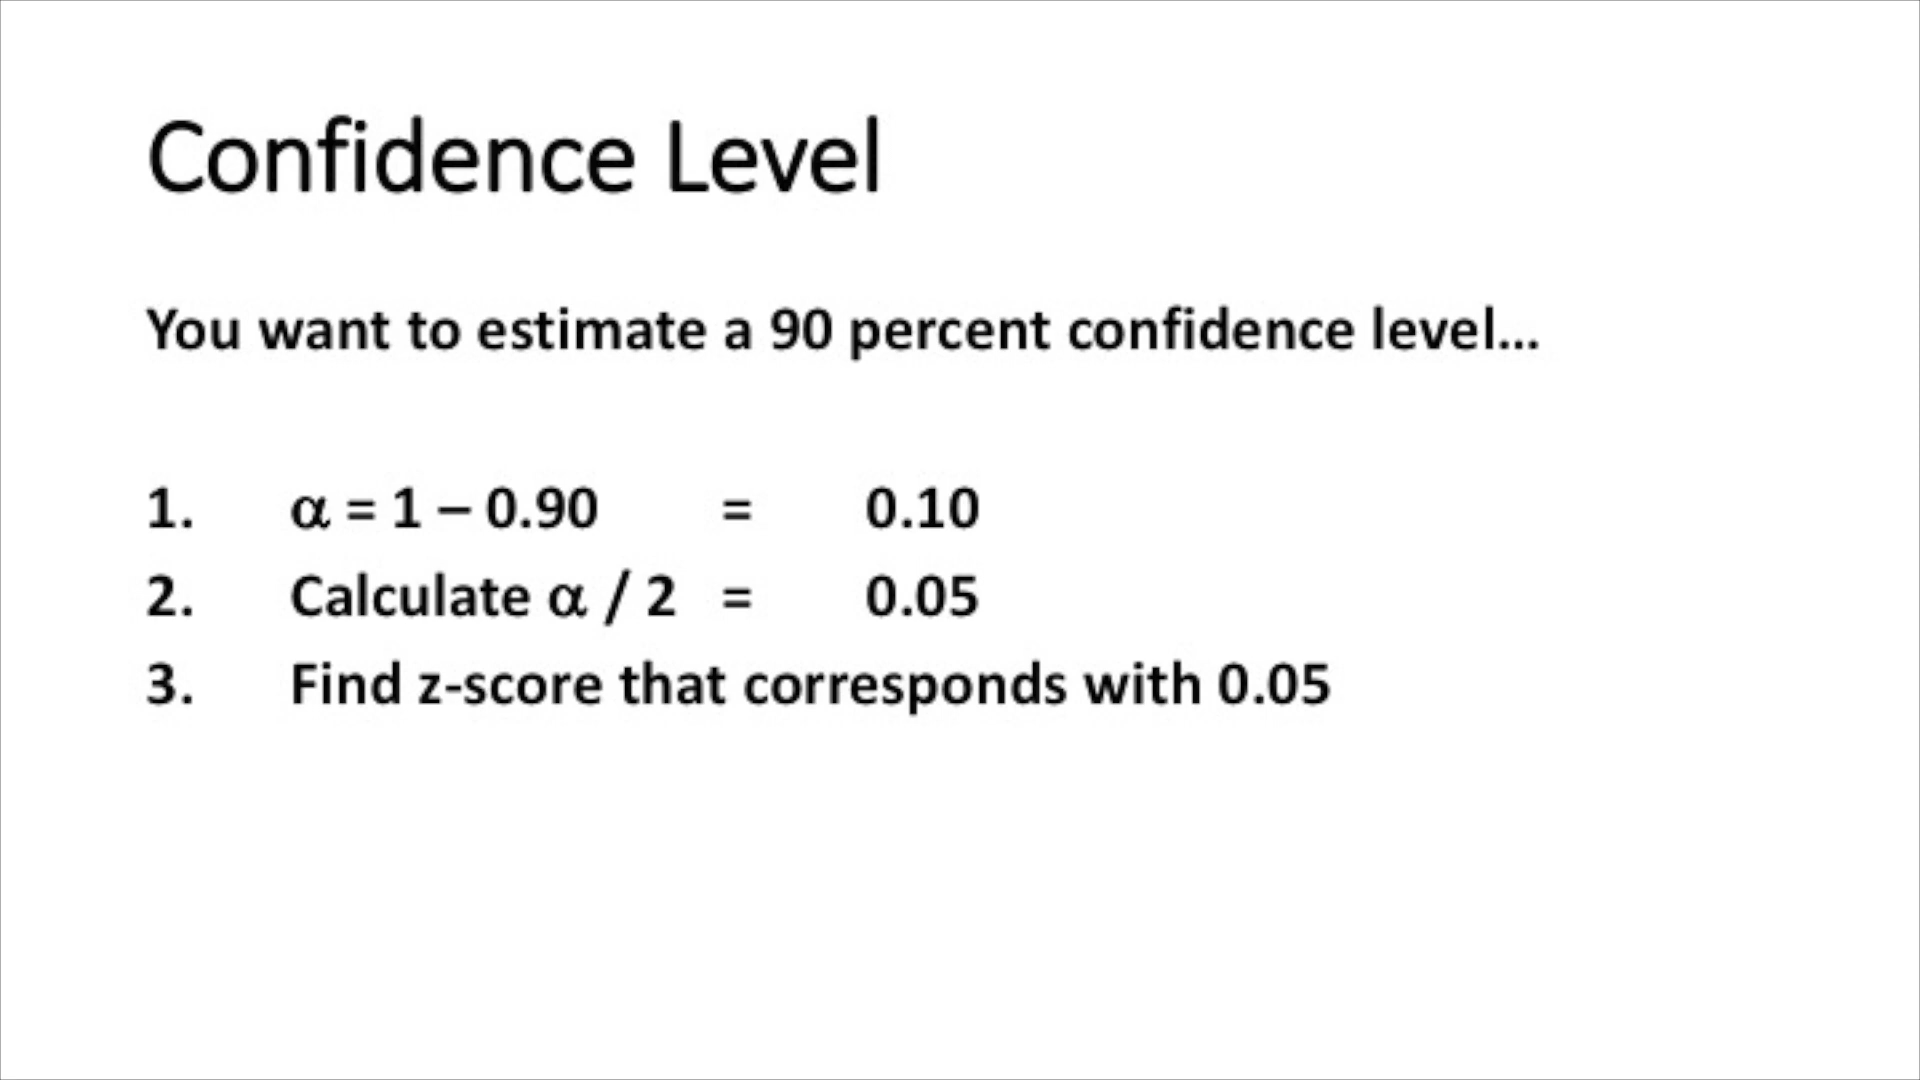 Confidence Level
You want to estimate a 90 percent confidence level...
1. α = 1 – 0.90 = 0.10
2. Calculate α / 2 = 0.05
3. Find z-score that corresponds with 0.05